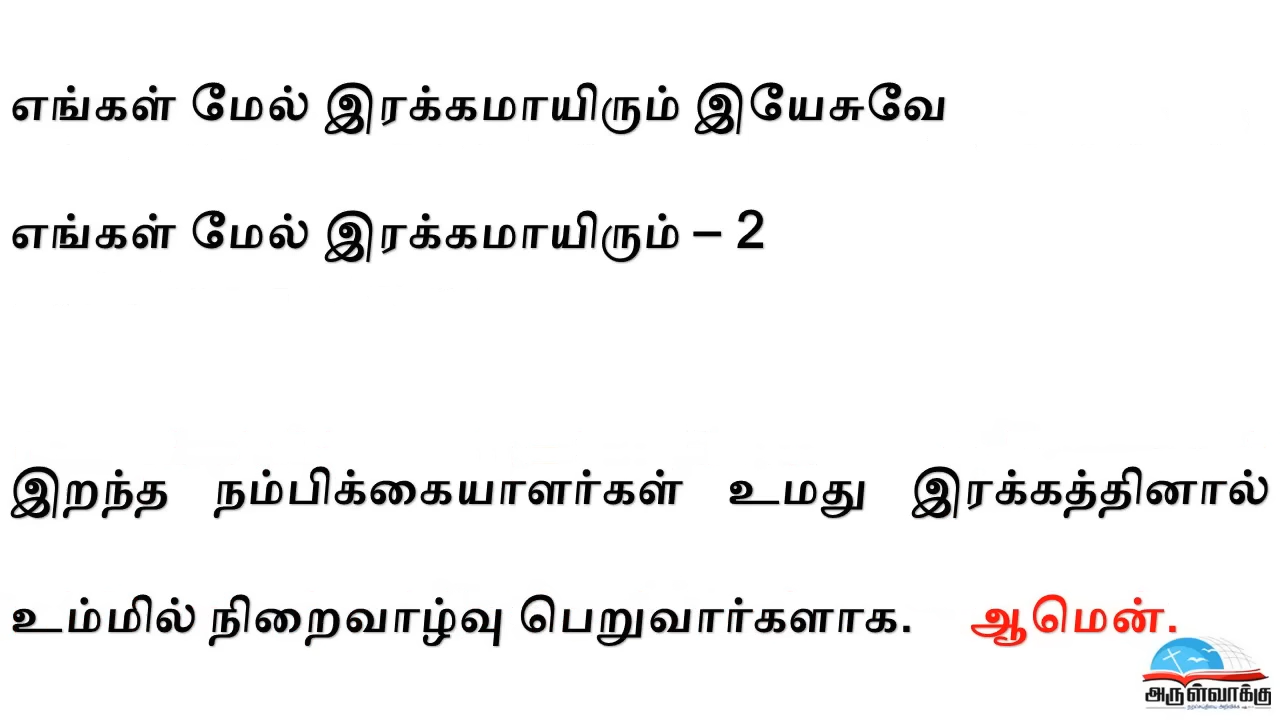 எங்கள் மேல் இரக்கமாயிரும் இயேசுவே
எங்கள் மேல் இரக்கமாயிரும் – 2
இறந்த நம்பிக்கையாளர்கள் உமது இரக்கத்தினால்
உம்மில் நிறைவாழ்வு பெறுவார்களாக. ஆமென்.
அருள்வாக்கு